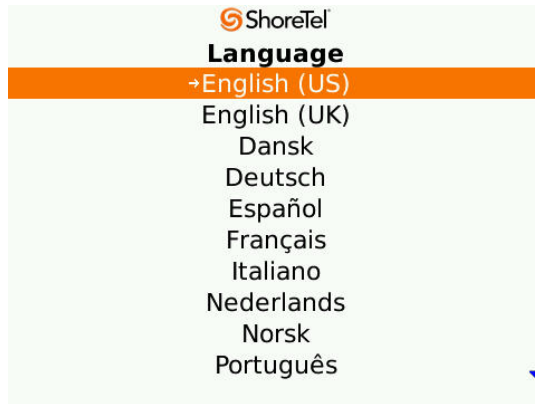 ShoreTel
Language
→English (US)
English (UK)
Dansk
Deutsch
Español
Français
Italiano
Nederlands
Norsk
Português